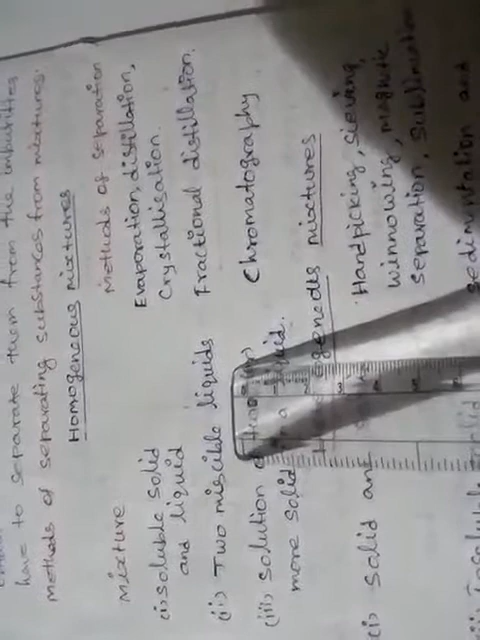 have to separate them from the impurities
methods of separating substances from mixtures.
Homogeneous mixtures
Mixture Methods of separation
(i) soluble solid Evaporation, distillation,
and liquid Crystallisation.
(ii) Two miscible liquids Fractional distillation.
(iii) solution Chromatography
more solid
mixtures
(i) Solid Handpicking, sieving,
winnowing, magnetic
separation, sublimation
sedimentation and